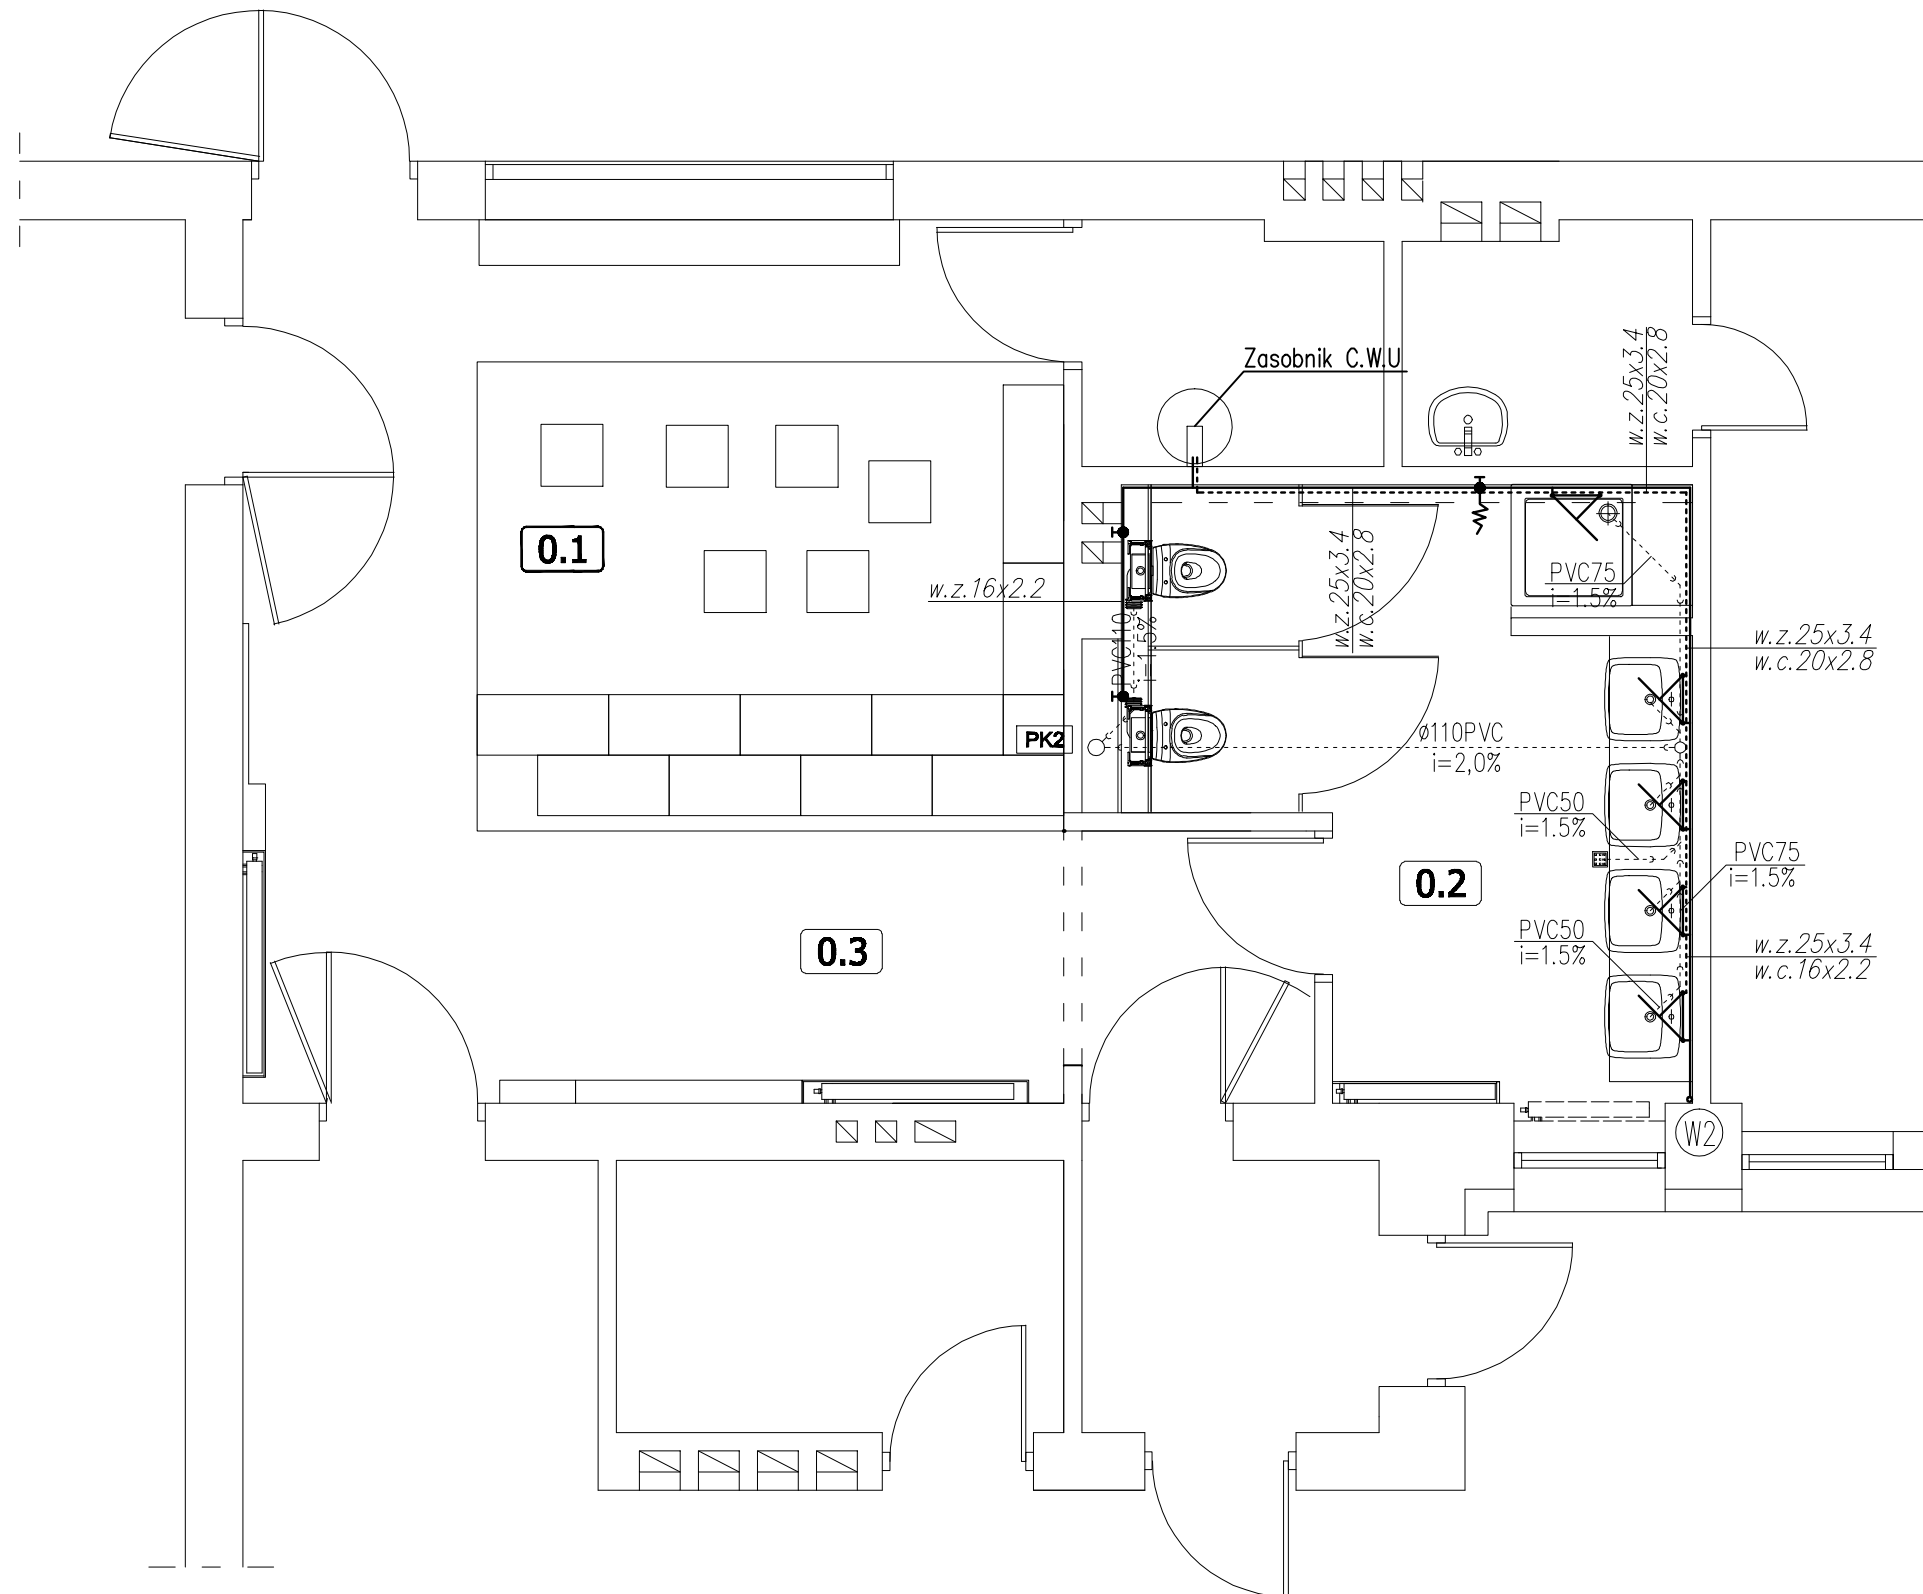 Zasobnik C.W.U
w.z.25x3.4
w.c.20x2.8
0.1
w.z.16x2.2
PVC110
i=1.5%
w.z.25x3.4
w.c.20x2.8
PVC75
i=1.5%
w.z.25x3.4
w.c.20x2.8
PK2
ø110PVC
i=2,0%
PVC50
i=1.5%
PVC75
i=1.5%
0.2
0.3
PVC50
i=1.5%
w.z.25x3.4
w.c.16x2.2
W2